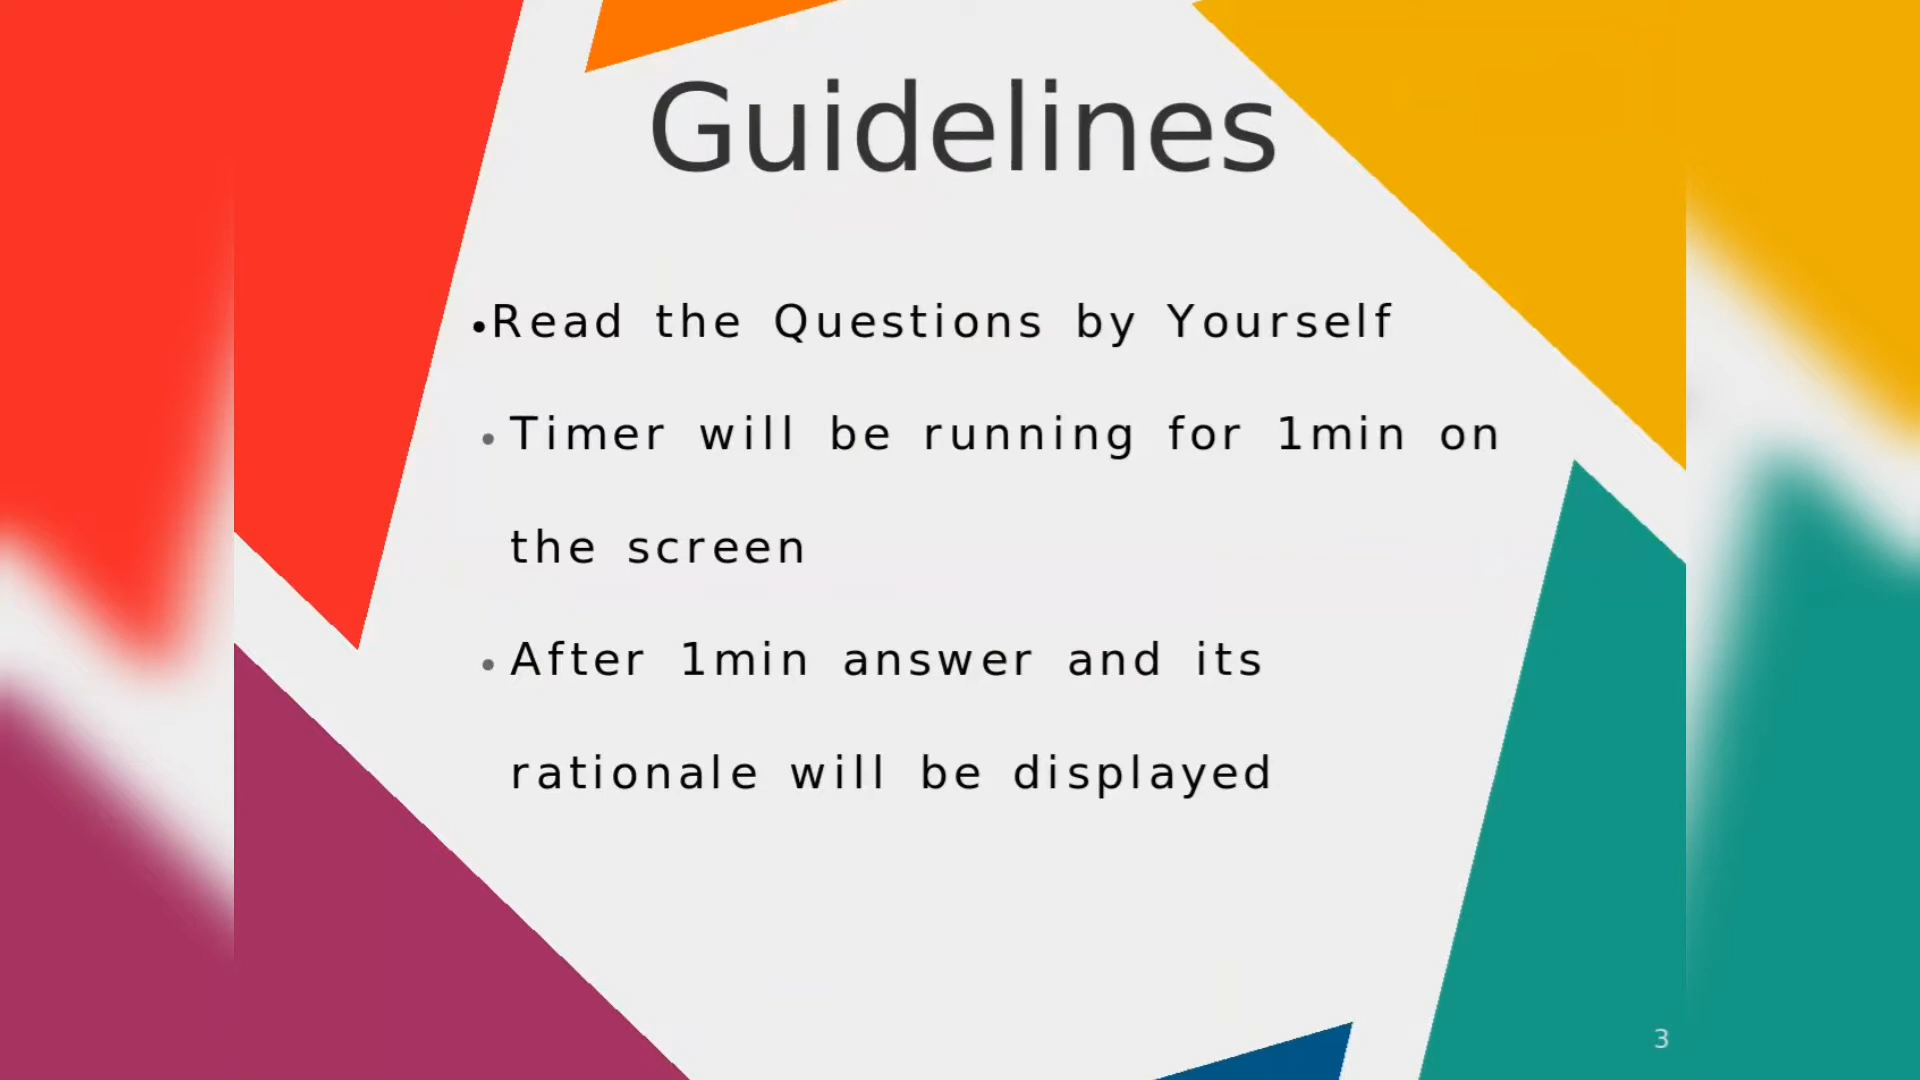 Guidelines
•Read the Questions by Yourself
• Timer will be running for 1min on
the screen
• After 1min answer and its
rationale will be displayed
3